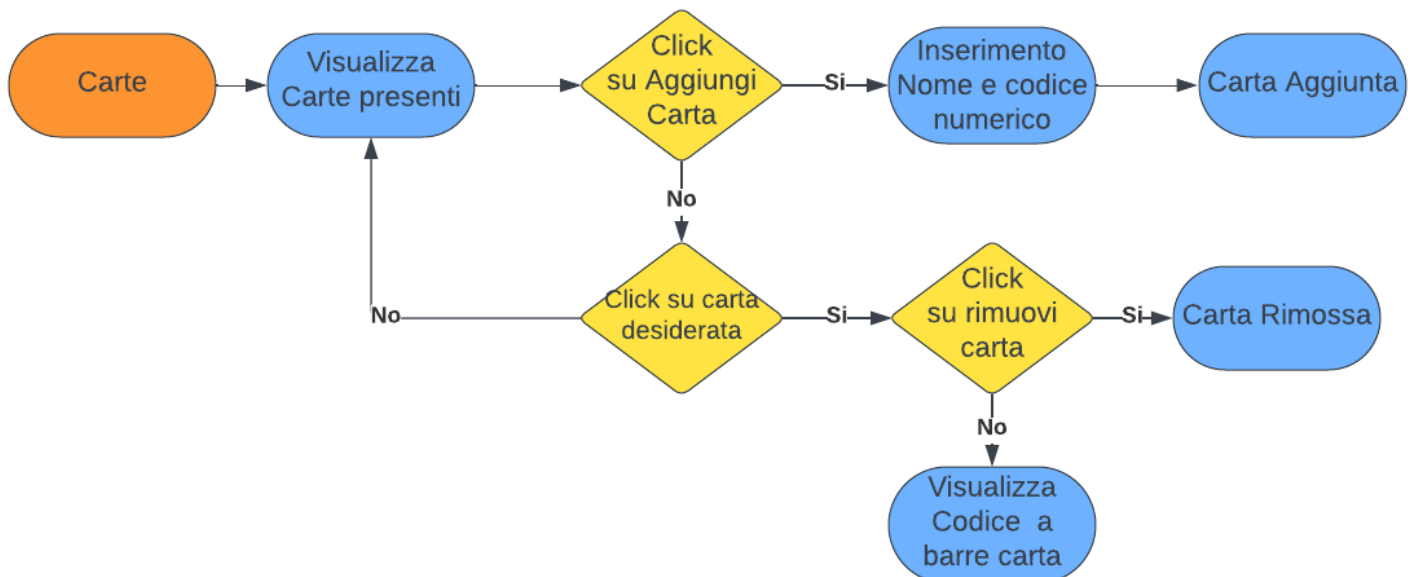 Carte
Visualizza
Carte presenti
Click
su Aggiungi
Carta
Si
Inserimento
Nome e codice
numerico
Carta Aggiunta
No
Click su carta
desiderata
No
Si
Click
su rimuovi
carta
Si
Carta Rimossa
No
Visualizza
Codice a
barre carta